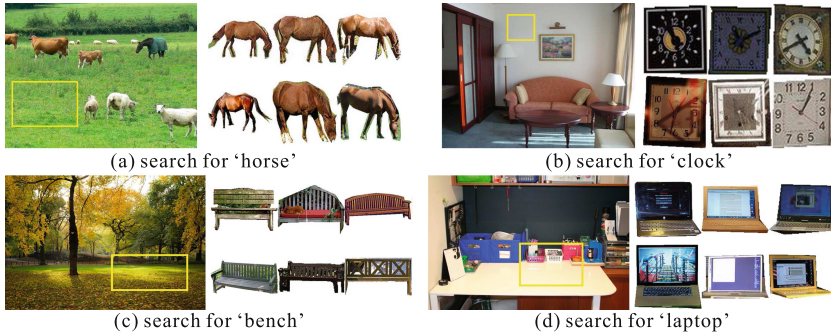 (a) search for ‘horse’
(b) search for ‘clock’
(c) search for ‘bench’
(d) search for ‘laptop’